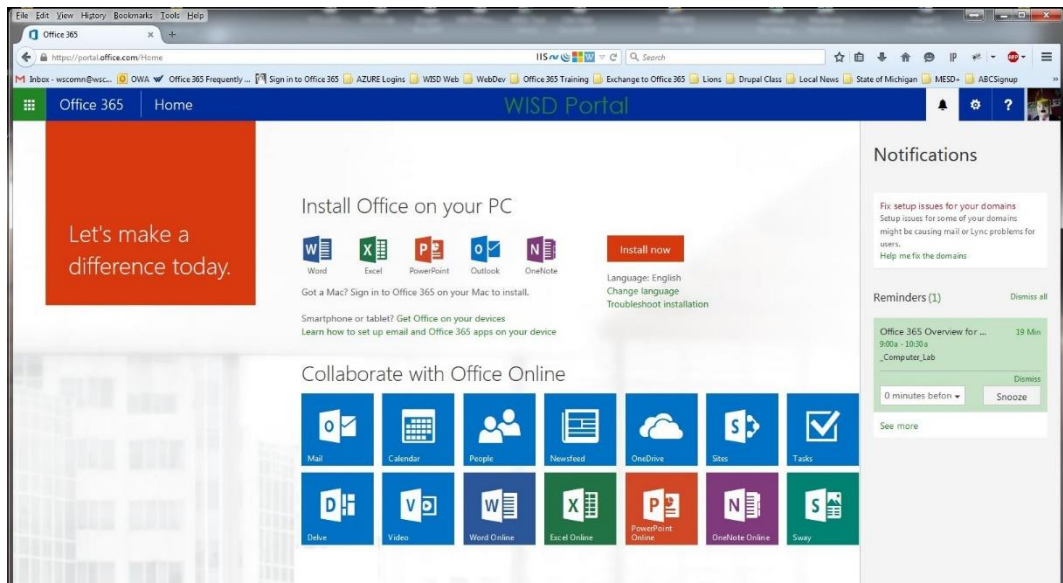 File Edit View History Bookmarks Tools Help
Office 365
https://portal.office.com/Home
Search
Inbox - wscomn@wsc... OWA Office 365 Frequently ... Sign in to Office 365 AZURE Logins WISD Web WebDev Office 365 Training Exchange to Office 365 Lions Drupal Class Local News State of Michigan MESD+ ABCSignup
Office 365 Home WISD Portal ?
Let's make a
difference today.
Install Office on your PC
Word Excel PowerPoint Outlook OneNote
Got a Mac? Sign in to Office 365 on your Mac to install.
Smartphone or tablet? Get Office on your devices
Learn how to set up email and Office 365 apps on your device
Install now
Language: English
Change language
Troubleshoot installation
Collaborate with Office Online
Mail Calendar People Newsfeed OneDrive Sites Tasks
Delve Video Word Online Excel Online PowerPoint Online OneNote Online Sway
Notifications
Fix setup issues for your domains
Setup issues for some of your domains
might be causing mail or Lync problems for
users.
Help me fix the domains
Reminders (1) Dismiss all
Office 365 Overview for ... 19 Min
9:00a - 10:30a
_Computer_Lab
Dismiss
0 minutes befon Snooze
See more